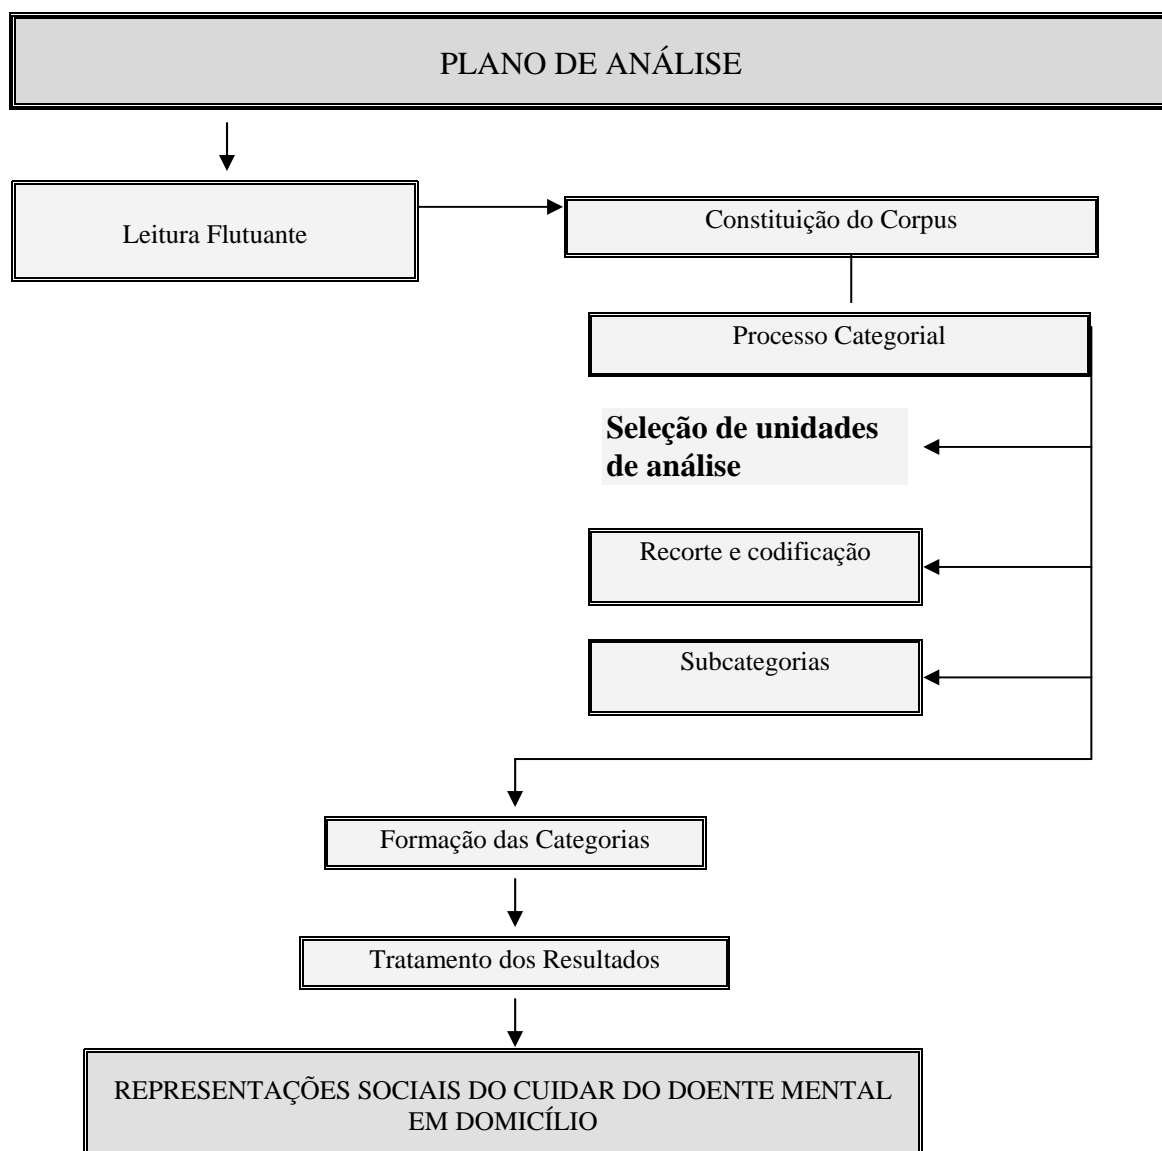 PLANO DE ANÁLISE
Leitura Flutuante
Constituição do Corpus
Processo Categorial
Seleção de unidades
de análise
Recorte e codificação
Subcategorias
Formação das Categorias
Tratamento dos Resultados
REPRESENTAÇÕES SOCIAIS DO CUIDAR DO DOENTE MENTAL
EM DOMICÍLIO